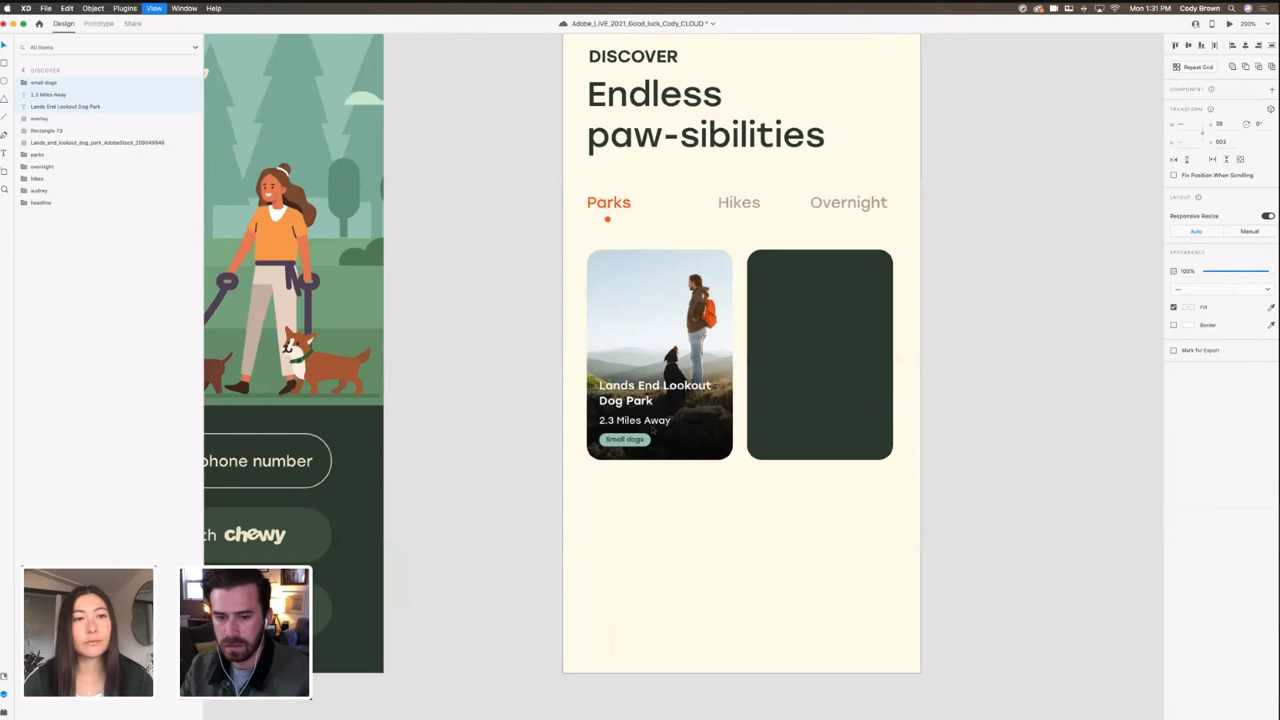 XD File Edit Object Plugins View Window Help
Mon 1:31 PM Cody Brown
Design Prototype Share
Adobe_LIVE_2021_Good_luck_Cody_CLOUD *
200%
All Items
DISCOVER
small dogs
2.3 Miles Away
Lands End Lookout Dog Park
overlay
Rectangle 73
Lands_end_lookout_dog_park_AdobeStock_209049946
parks
overnight
hikes
audrey
headline
phone number
th chewy
DISCOVER
Endless
paw-sibilities
Parks Hikes Overnight
Lands End Lookout
Dog Park
2.3 Miles Away
Small dogs
Repeat Grid
COMPONENT
TRANSFORM
W — X 38 0°
H — Y 503
Fix Position When Scrolling
LAYOUT
Responsive Resize
Auto Manual
APPEARANCE
100%
—
Fill
Border
Mark for Export